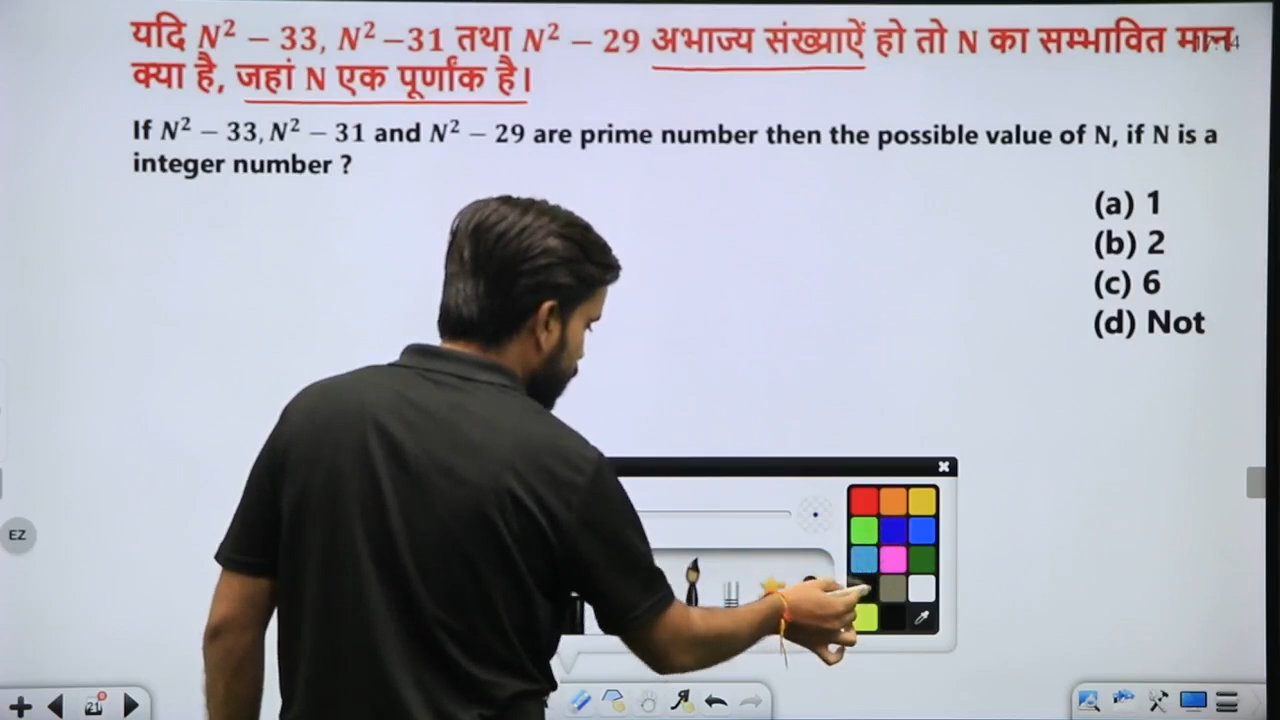 यदि N² – 33, N² –31 तथा N² – 29 अभाज्य संख्याऐं हो तो N का सम्भावित मान
क्या है, जहां N एक पूर्णांक है।
If N² – 33, N² – 31 and N² – 29 are prime number then the possible value of N, if N is a
integer number ?
(a) 1
(b) 2
(c) 6
(d) Not
EZ
21